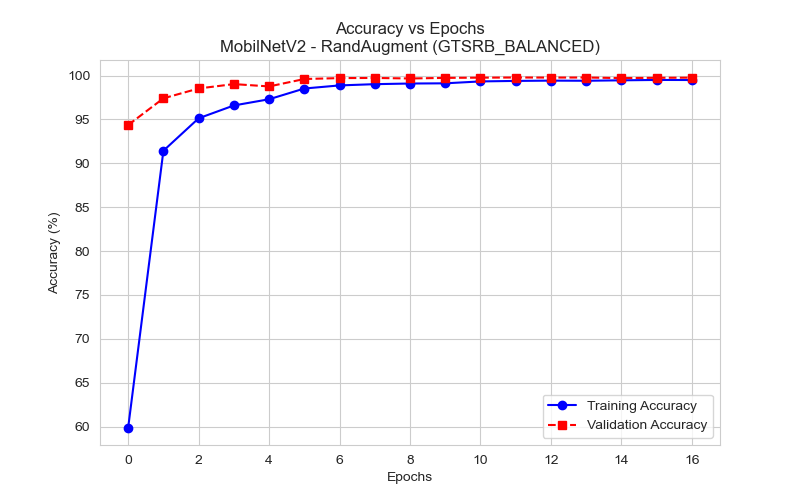 Accuracy vs Epochs
MobilNetV2 - RandAugment (GTSRB_BALANCED)
Accuracy (%)
100
95
90
85
80
75
70
65
60
0 2 4 6 8 10 12 14 16
Epochs
Training Accuracy
Validation Accuracy